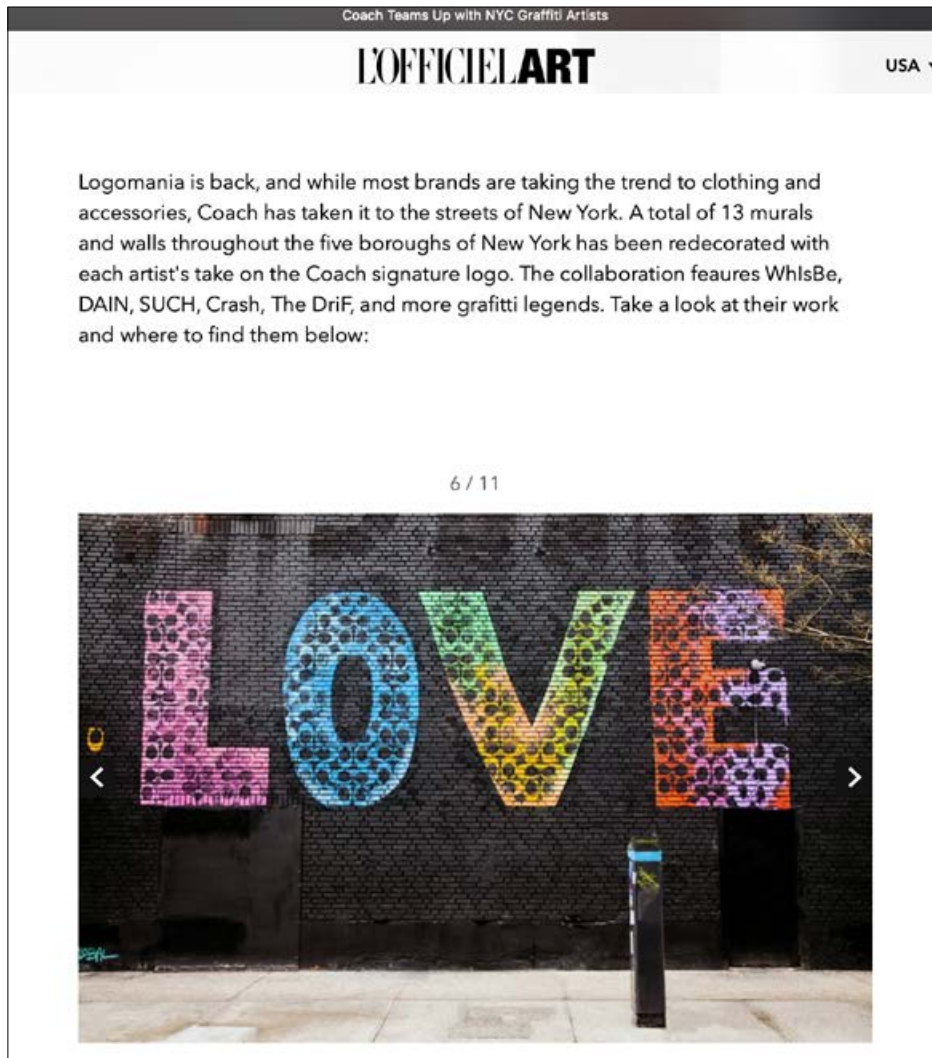 Coach Teams Up with NYC Graffiti Artists
L'OFFICIELART
USA
Logomania is back, and while most brands are taking the trend to clothing and
accessories, Coach has taken it to the streets of New York. A total of 13 murals
and walls throughout the five boroughs of New York has been redecorated with
each artist's take on the Coach signature logo. The collaboration feaures WhIsBe,
DAIN, SUCH, Crash, The DriF, and more grafitti legends. Take a look at their work
and where to find them below:
6 / 11
LOVE
C